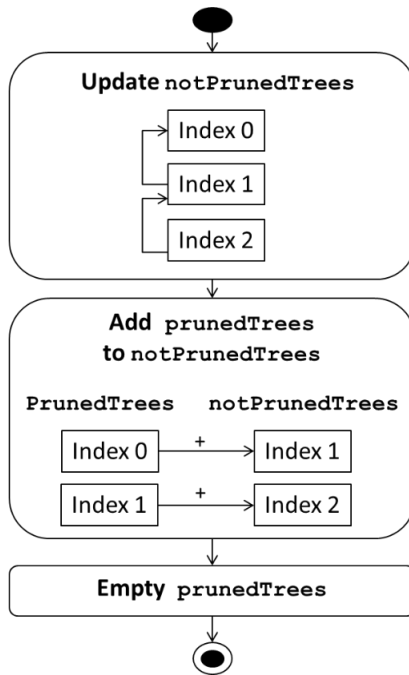 Update notPrunedTrees
Index 0
Index 1
Index 2
Add prunedTrees
to notPrunedTrees
PrunedTrees notPrunedTrees
Index 0 + Index 1
Index 1 + Index 2
Empty prunedTrees